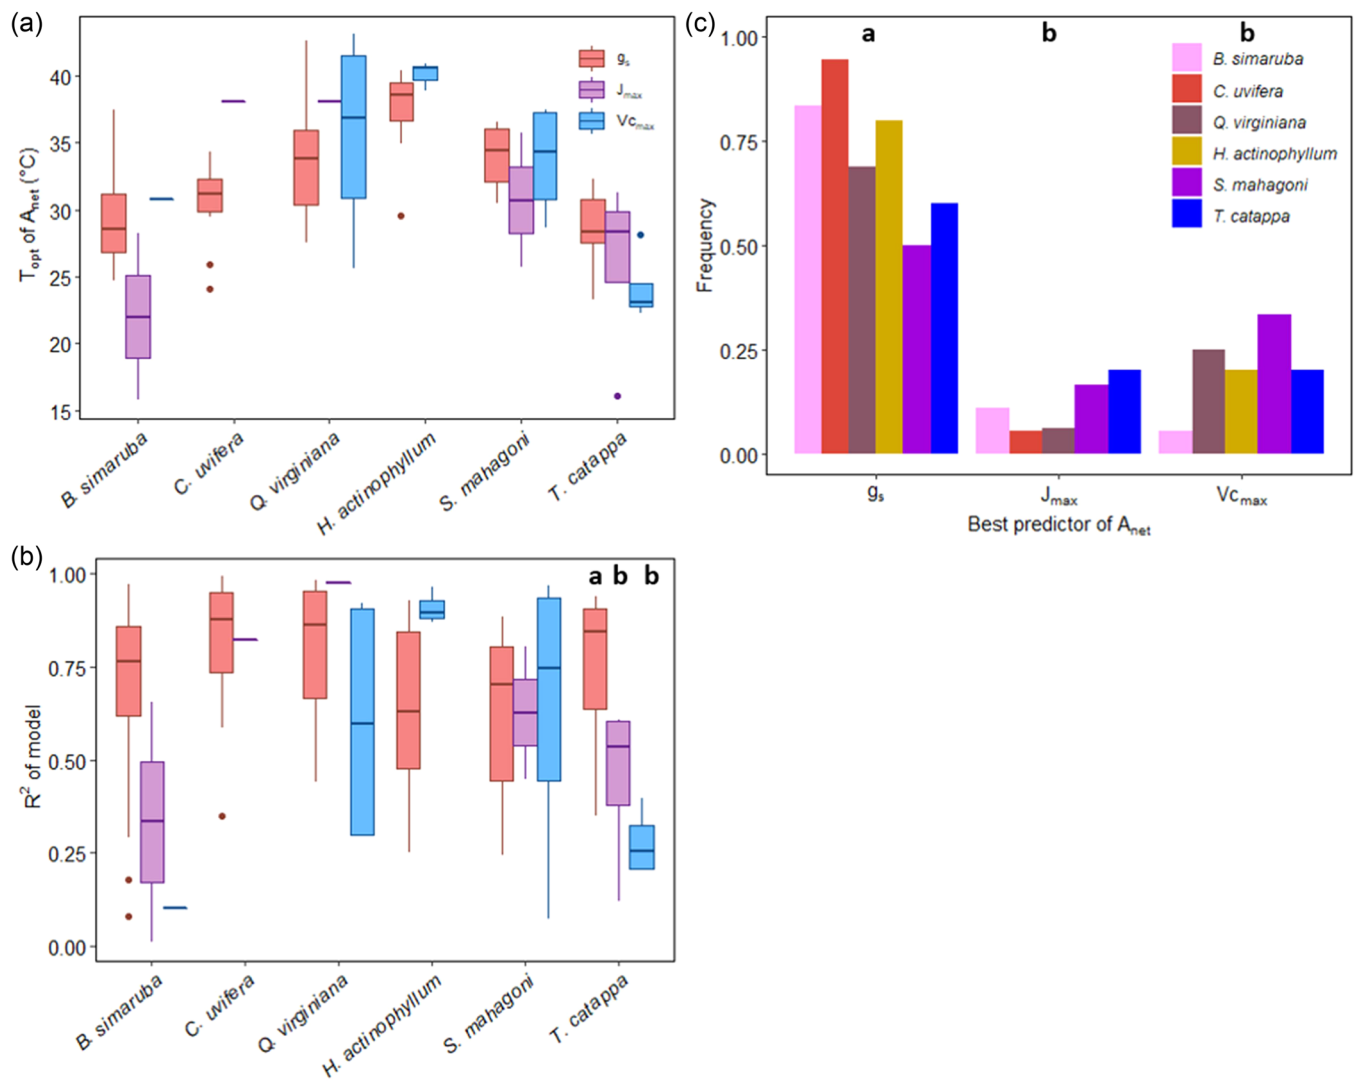 (a)
T_opt of A_net (°C)
40
35
30
25
20
15
g_s
J_max
Vc_max
B. simaruba
C. uvifera
Q. virginiana
H. actinophyllum
S. mahagoni
T. catappa
(c)
Frequency
1.00
0.75
0.50
0.25
0.00
a
b
b
B. simaruba
C. uvifera
Q. virginiana
H. actinophyllum
S. mahagoni
T. catappa
g_s
J_max
Vc_max
Best predictor of A_net
(b)
R² of model
1.00
0.75
0.50
0.25
0.00
a b b
B. simaruba
C. uvifera
Q. virginiana
H. actinophyllum
S. mahagoni
T. catappa